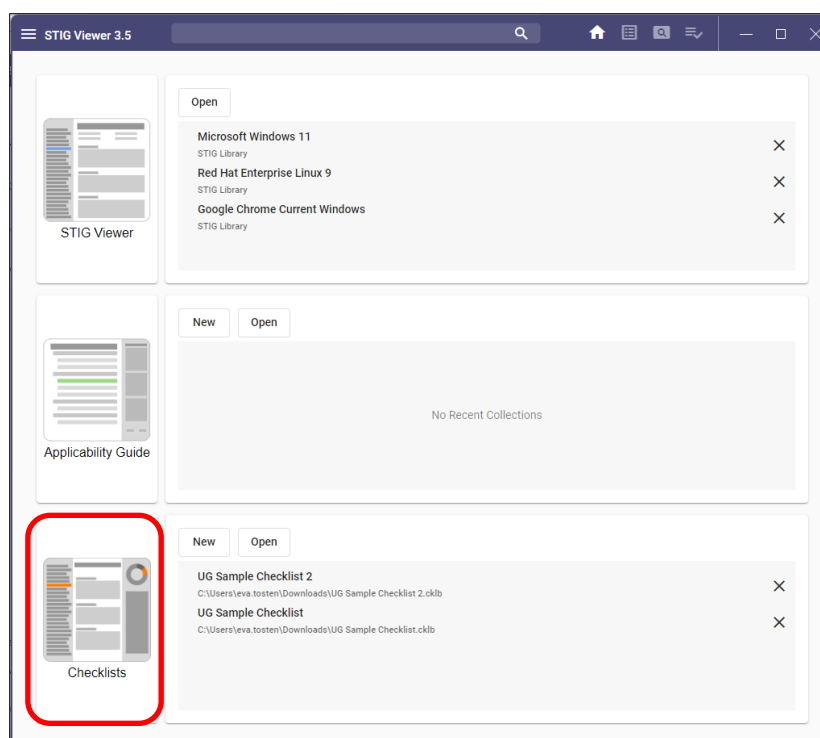 STIG Viewer 3.5
Open
Microsoft Windows 11
STIG Library
Red Hat Enterprise Linux 9
STIG Library
Google Chrome Current Windows
STIG Library
STIG Viewer
New Open
No Recent Collections
Applicability Guide
New Open
UG Sample Checklist 2
C:\Users\eva.tosten\Downloads\UG Sample Checklist 2.cklb
UG Sample Checklist
C:\Users\eva.tosten\Downloads\UG Sample Checklist.cklb
Checklists